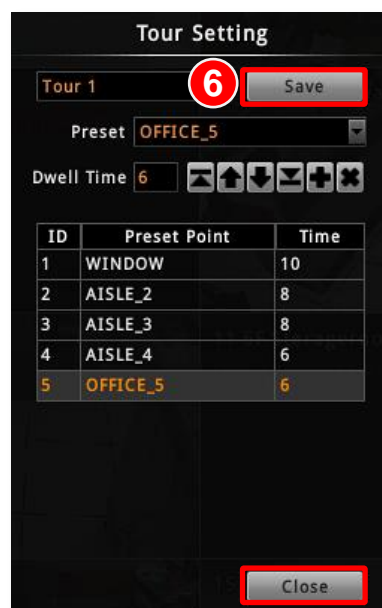 Tour Setting
Tour 1 6 Save
Preset OFFICE_5
Dwell Time 6
ID Preset Point Time
1 WINDOW 10
2 AISLE_2 8
3 AISLE_3 8
4 AISLE_4 6
5 OFFICE_5 6
Close